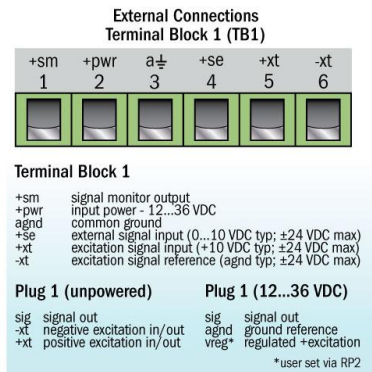 External Connections
Terminal Block 1 (TB1)
+sm +pwr a⏚ +se +xt -xt
1 2 3 4 5 6
Terminal Block 1
+sm signal monitor output
+pwr input power - 12...36 VDC
agnd common ground
+se external signal input (0...10 VDC typ; ±24 VDC max)
+xt excitation signal input (+10 VDC typ; ±24 VDC max)
-xt excitation signal reference (agnd typ; ±24 VDC max)
Plug 1 (unpowered) Plug 1 (12...36 VDC)
sig signal out sig signal out
-xt negative excitation in/out agnd ground reference
+xt positive excitation in/out vreg* regulated +excitation
*user set via RP2